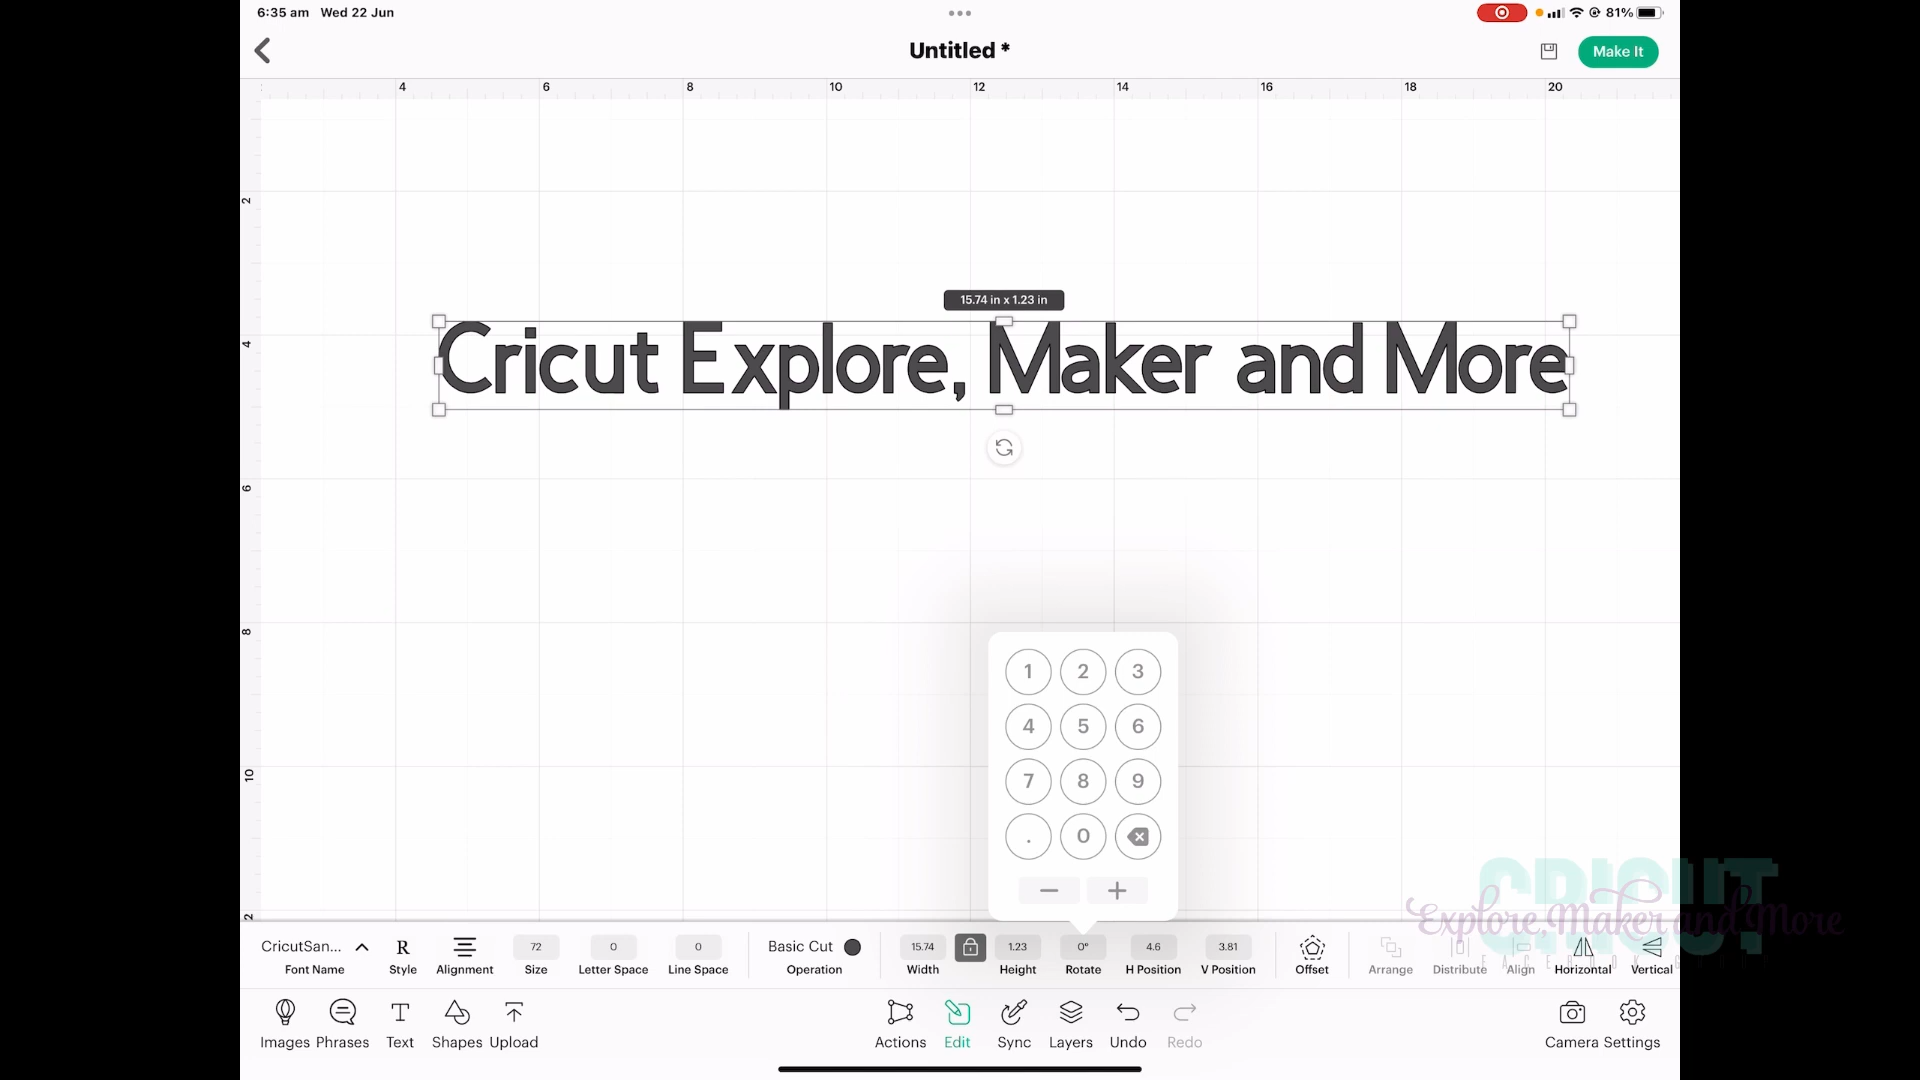 6:35 am Wed 22 Jun
81%
Untitled *
Make It
4 6 8 10 12 14 16 18 20
2
4
6
8
10
2
15.74 in x 1.23 in
Cricut Explore, Maker and More
1 2 3
4 5 6
7 8 9
. 0
− +
CricutSan... R 72 0 0 Basic Cut 15.74 1.23 0° 4.6 3.81
Font Name Style Alignment Size Letter Space Line Space Operation Width Height Rotate H Position V Position Offset Arrange Distribute Align Horizontal Vertical
Images Phrases Text Shapes Upload Actions Edit Sync Layers Undo Redo Camera Settings
CRICUT
Explore, Maker and More